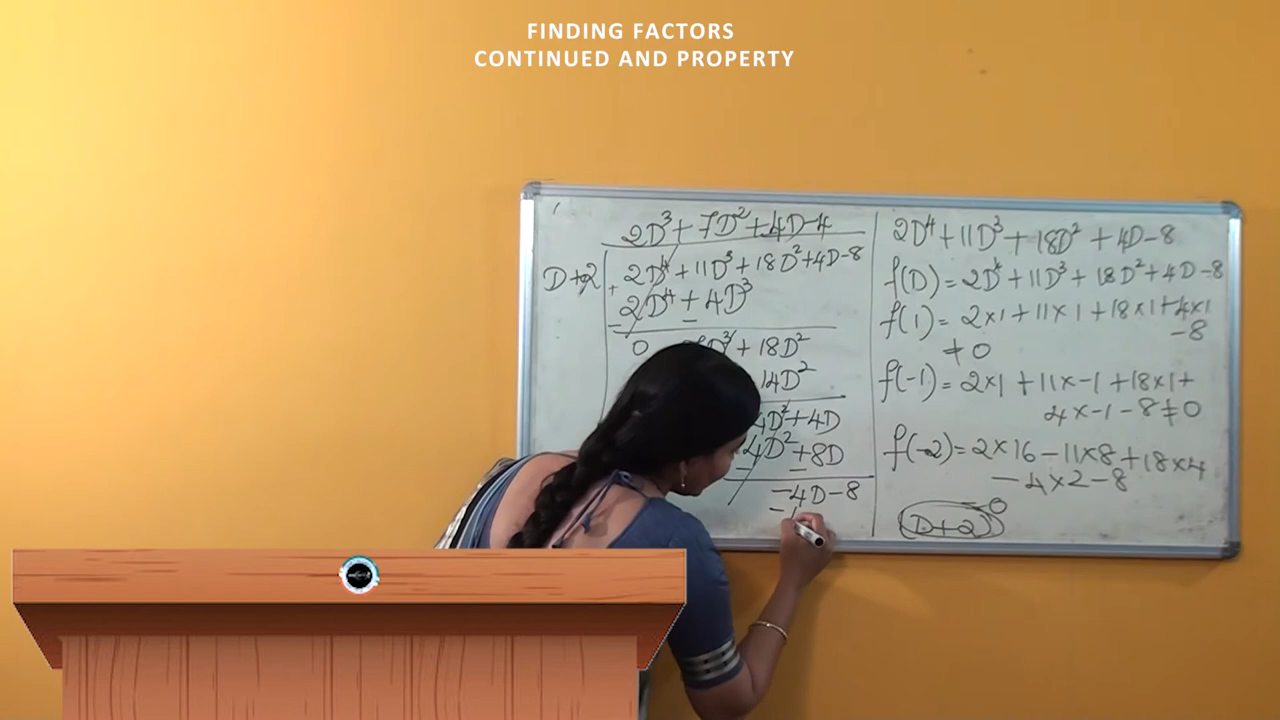 FINDING FACTORS
CONTINUED AND PROPERTY
2D³ + 7D² + 4D - 4
D+2 2D⁴ + 11D³ + 18D² + 4D - 8
2D⁴ + 4D³
0 7D³ + 18D²
14D²
4D² + 4D
4D² + 8D
-4D - 8
2D⁴ + 11D³ + 18D² + 4D - 8
f(D) = 2D⁴ + 11D³ + 18D² + 4D - 8
f(1) = 2×1 + 11×1 + 18×1 + 4×1
-8
≠ 0
f(-1) = 2×1 + 11×-1 + 18×1 +
4×-1 - 8 ≠ 0
f(-2) = 2×16 - 11×8 + 18×4
- 4×2 - 8
= 0
(D+2)